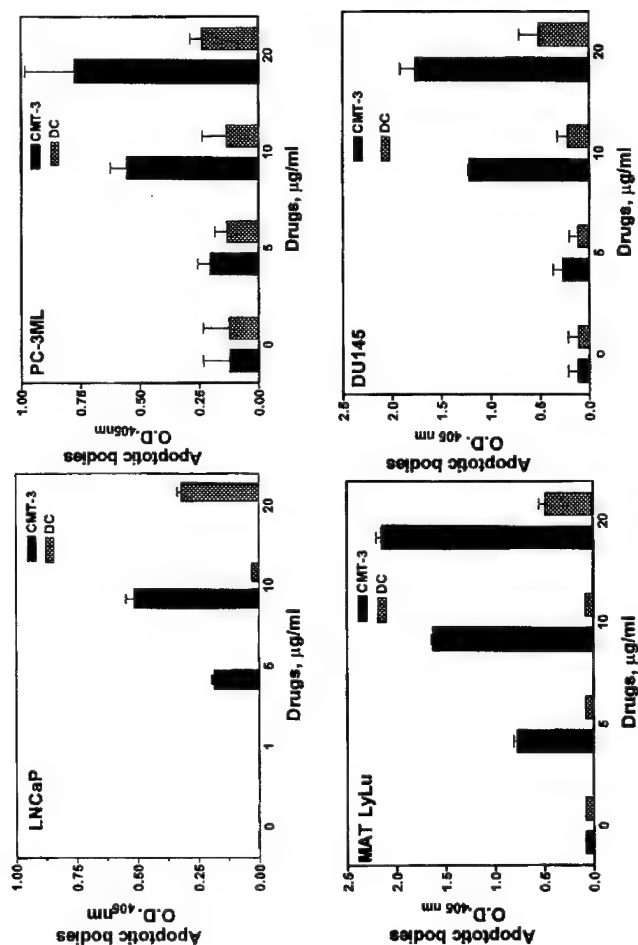 PC-3ML
CMT-3
DC
Apoptotic bodies
O.D.405nm
1.00
0.75
0.50
0.25
0.00
0
5
10
20
Drugs, µg/ml
DU145
CMT-3
DC
Apoptotic bodies
O.D. 405 nm
2.5
2.0
1.5
1.0
0.5
0.0
0
5
10
20
Drugs, µg/ml
LNCaP
CMT-3
DC
Apoptotic bodies
O.D.405nm
1.00
0.75
0.50
0.25
0.00
0
1
5
10
20
Drugs, µg/ml
MAT LyLu
CMT-3
DC
Apoptotic bodies
O.D. 405 nm
2.5
2.0
1.5
1.0
0.5
0.0
0
5
10
20
Drugs, µg/ml